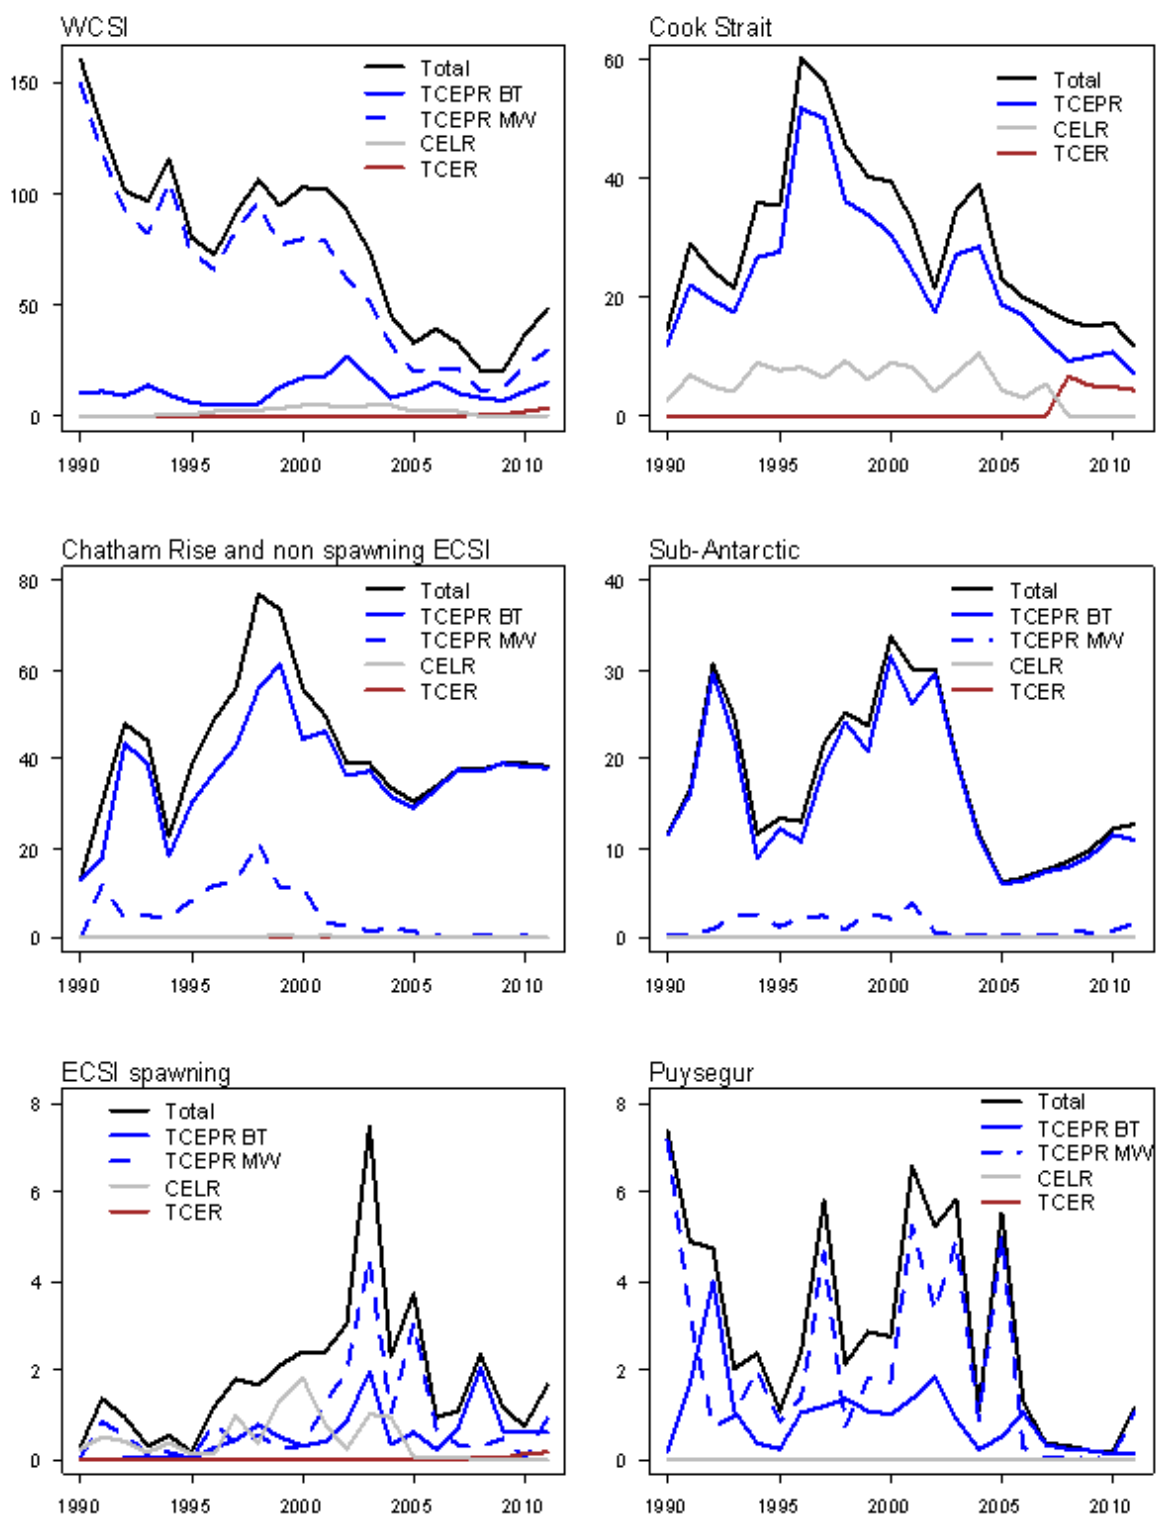 WCSI
Total
TCEPR BT
TCEPR MW
CELR
TCER
150
100
50
0
1990 1995 2000 2005 2010
Cook Strait
Total
TCEPR
CELR
TCER
60
40
20
0
1990 1995 2000 2005 2010
Chatham Rise and non spawning ECSI
Total
TCEPR BT
TCEPR MW
CELR
TCER
80
60
40
20
0
1990 1995 2000 2005 2010
Sub-Antarctic
Total
TCEPR BT
TCEPR MW
CELR
TCER
40
30
20
10
0
1990 1995 2000 2005 2010
ECSI spawning
Total
TCEPR BT
TCEPR MW
CELR
TCER
8
6
4
2
0
1990 1995 2000 2005 2010
Puysegur
Total
TCEPR BT
TCEPR MW
CELR
TCER
8
6
4
2
0
1990 1995 2000 2005 2010